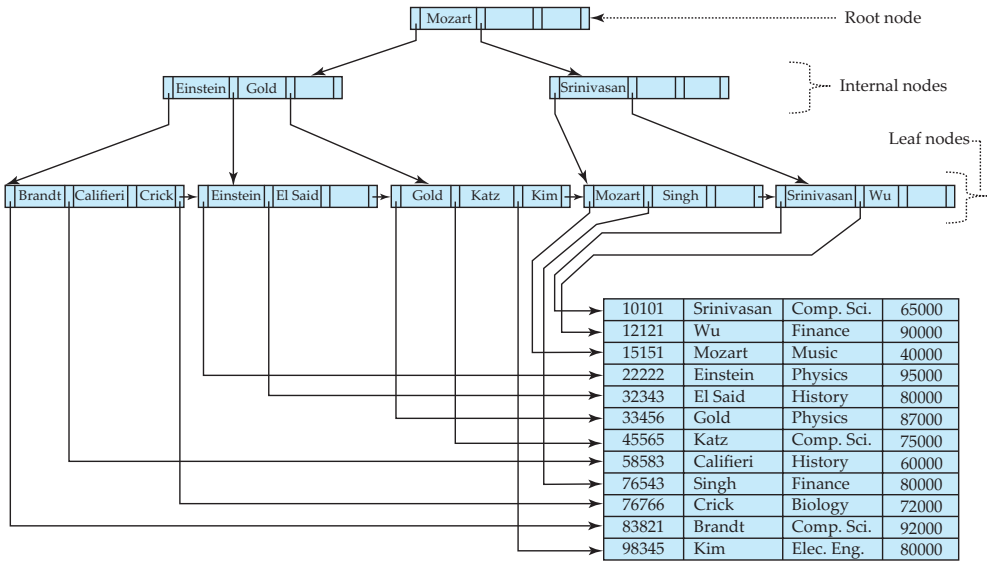 Mozart
Root node
Einstein Gold
Srinivasan
Internal nodes
Leaf nodes
Brandt Califieri Crick
Einstein El Said
Gold Katz Kim
Mozart Singh
Srinivasan Wu
10101 Srinivasan Comp. Sci. 65000
12121 Wu Finance 90000
15151 Mozart Music 40000
22222 Einstein Physics 95000
32343 El Said History 80000
33456 Gold Physics 87000
45565 Katz Comp. Sci. 75000
58583 Califieri History 60000
76543 Singh Finance 80000
76766 Crick Biology 72000
83821 Brandt Comp. Sci. 92000
98345 Kim Elec. Eng. 80000